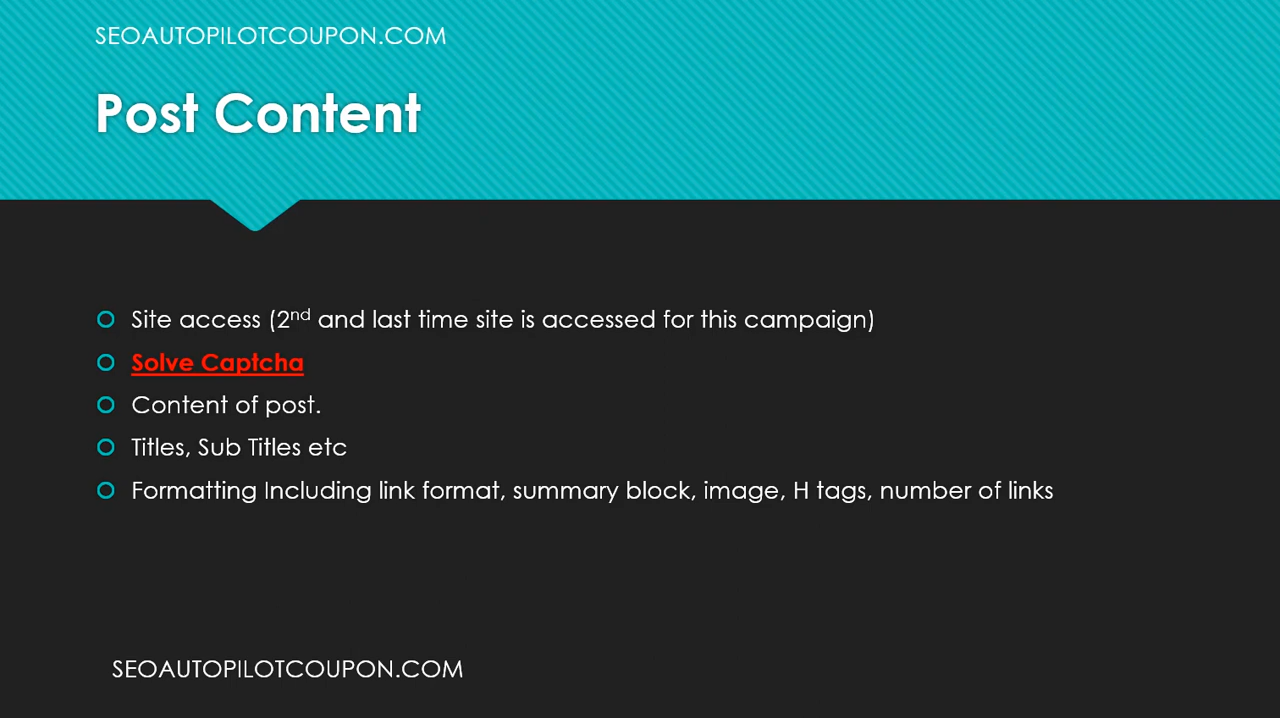 SEOAUTOPILOTCOUPON.COM
Post Content
Site access (2nd and last time site is accessed for this campaign)
Solve Captcha
Content of post.
Titles, Sub Titles etc
Formatting Including link format, summary block, image, H tags, number of links
SEOAUTOPILOTCOUPON.COM